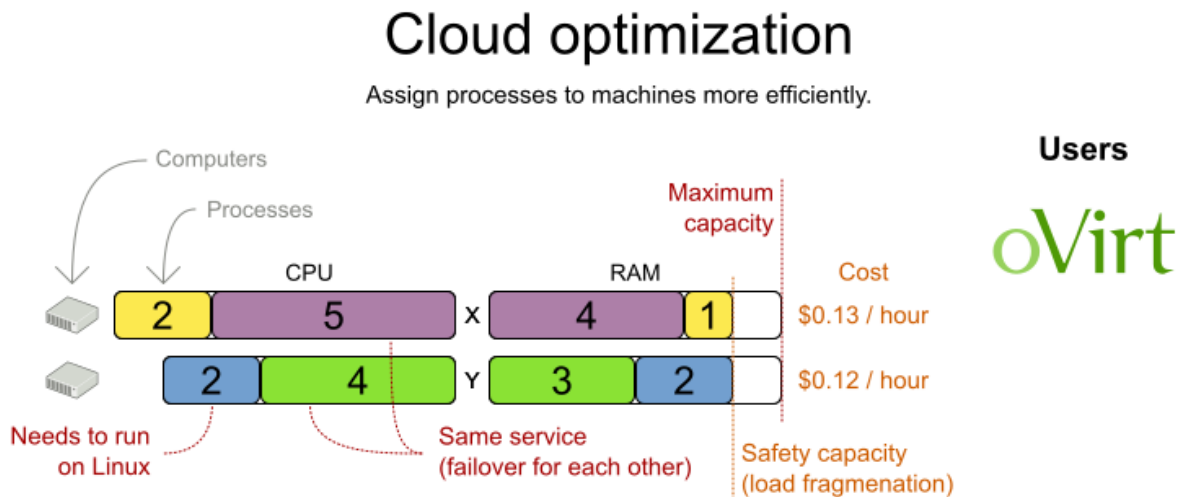 Cloud optimization
Assign processes to machines more efficiently.
Computers
Processes
Users
oVirt
Maximum
capacity
CPU
RAM
Cost
2 5 X 4 1 $0.13 / hour
2 4 Y 3 2 $0.12 / hour
Needs to run
on Linux
Same service
(failover for each other)
Safety capacity
(load fragmenation)